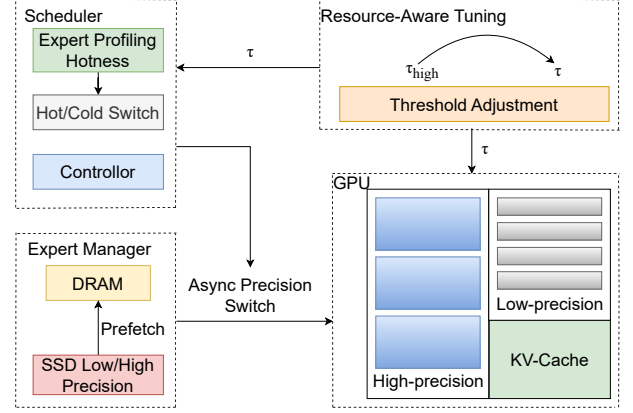 Scheduler
Expert Profiling
Hotness
Hot/Cold Switch
Controllor
τ
Resource-Aware Tuning
τhigh
τ
Threshold Adjustment
τ
Expert Manager
DRAM
Prefetch
SSD Low/High
Precision
Async Precision
Switch
GPU
High-precision
Low-precision
KV-Cache